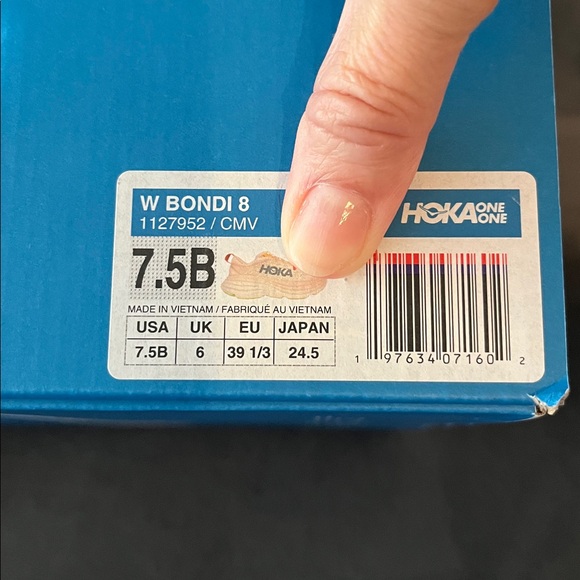 W BONDI 8
1127952 / CMV
HOKA ONE ONE
7.5B
HOKA
MADE IN VIETNAM / FABRIQUÉ AU VIETNAM
USA UK EU JAPAN
7.5B 6 39 1/3 24.5
1 97634 07160 2